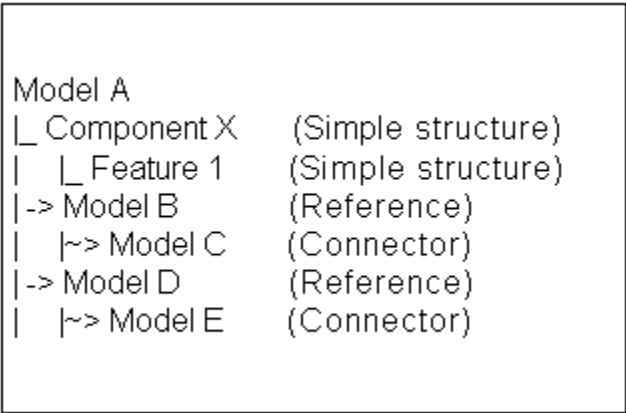 Model A
|_ Component X (Simple structure)
| |_ Feature 1 (Simple structure)
|-> Model B (Reference)
| |~> Model C (Connector)
|-> Model D (Reference)
| |~> Model E (Connector)